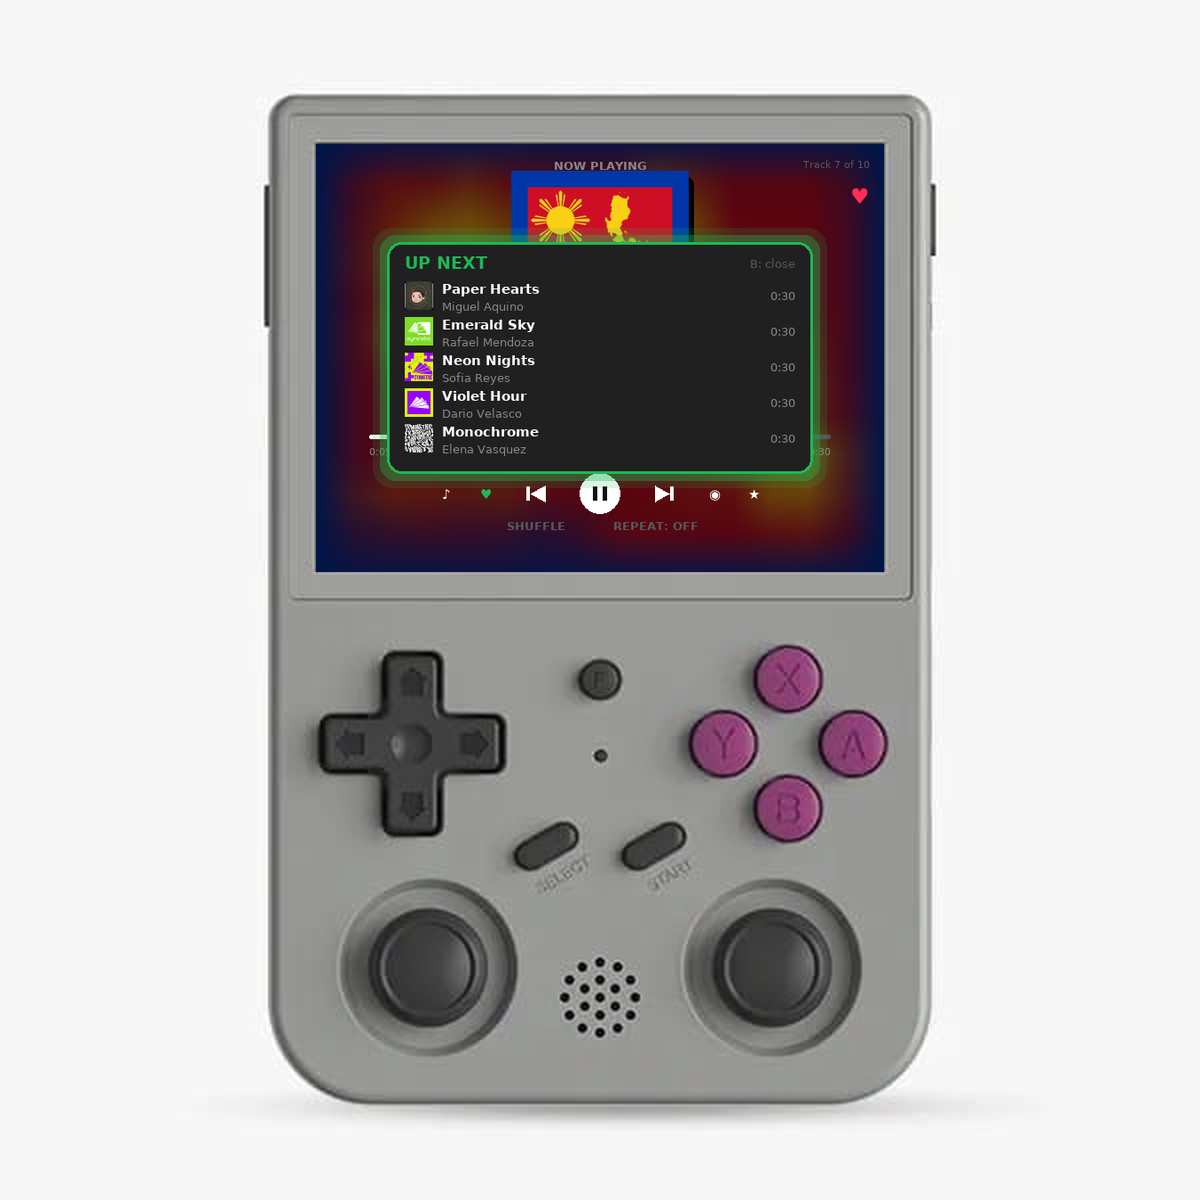 NOW PLAYING
Track 7 of 10
UP NEXT
B: close
Paper Hearts
0:30
Miguel Aquino
Emerald Sky
0:30
Rafael Mendoza
Neon Nights
0:30
Sofia Reyes
Violet Hour
0:30
Dario Velasco
Monochrome
0:30
Elena Vasquez
SHUFFLE
REPEAT: OFF
F
X
Y
A
B
SELECT
START